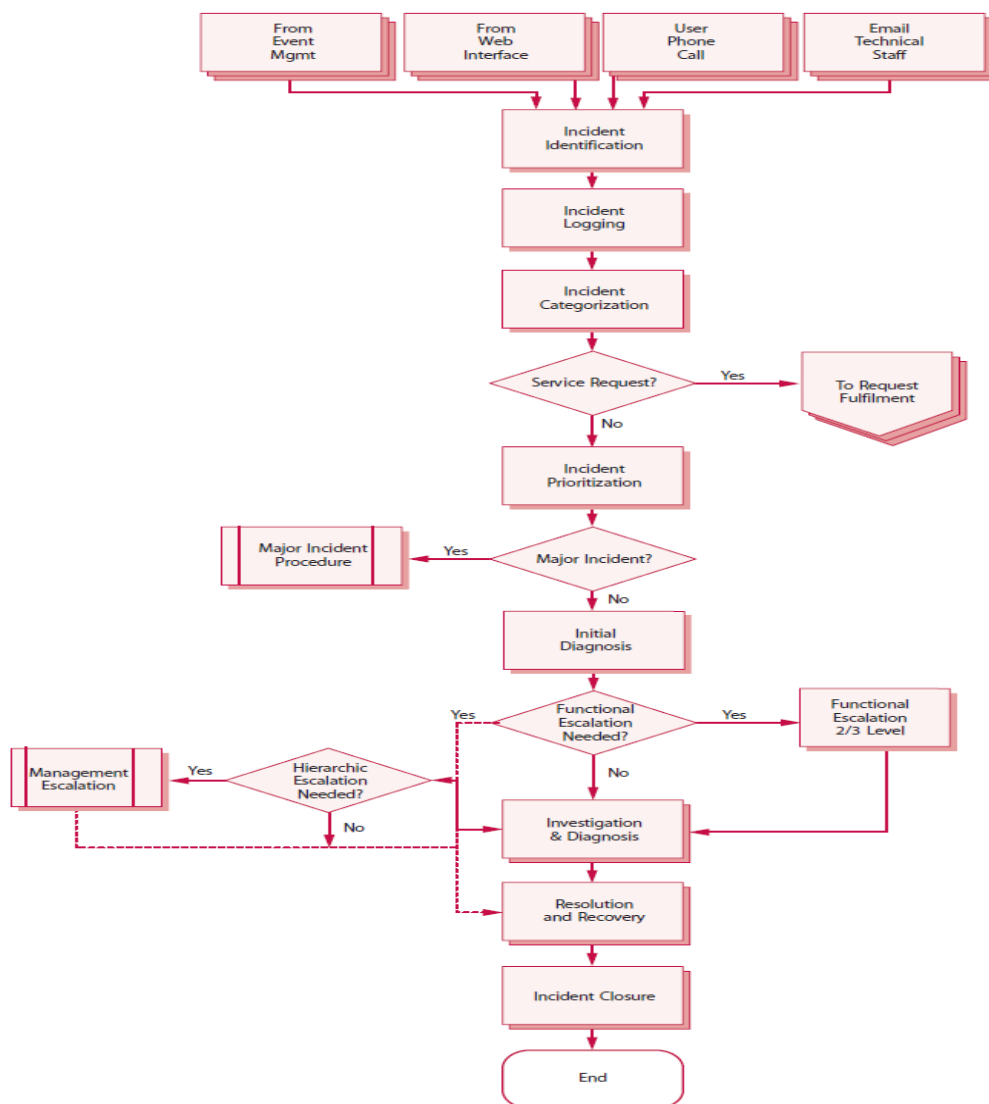 From
Event
Mgmt
From
Web
Interface
User
Phone
Call
Email
Technical
Staff
Incident
Identification
Incident
Logging
Incident
Categorization
Service Request?
Yes
To Request
Fulfilment
No
Incident
Prioritization
Major Incident
Procedure
Yes
Major Incident?
No
Initial
Diagnosis
Yes
Functional
Escalation
Needed?
Yes
Functional
Escalation
2/3 Level
Management
Escalation
Yes
Hierarchic
Escalation
Needed?
No
No
Investigation
& Diagnosis
Resolution
and Recovery
Incident Closure
End